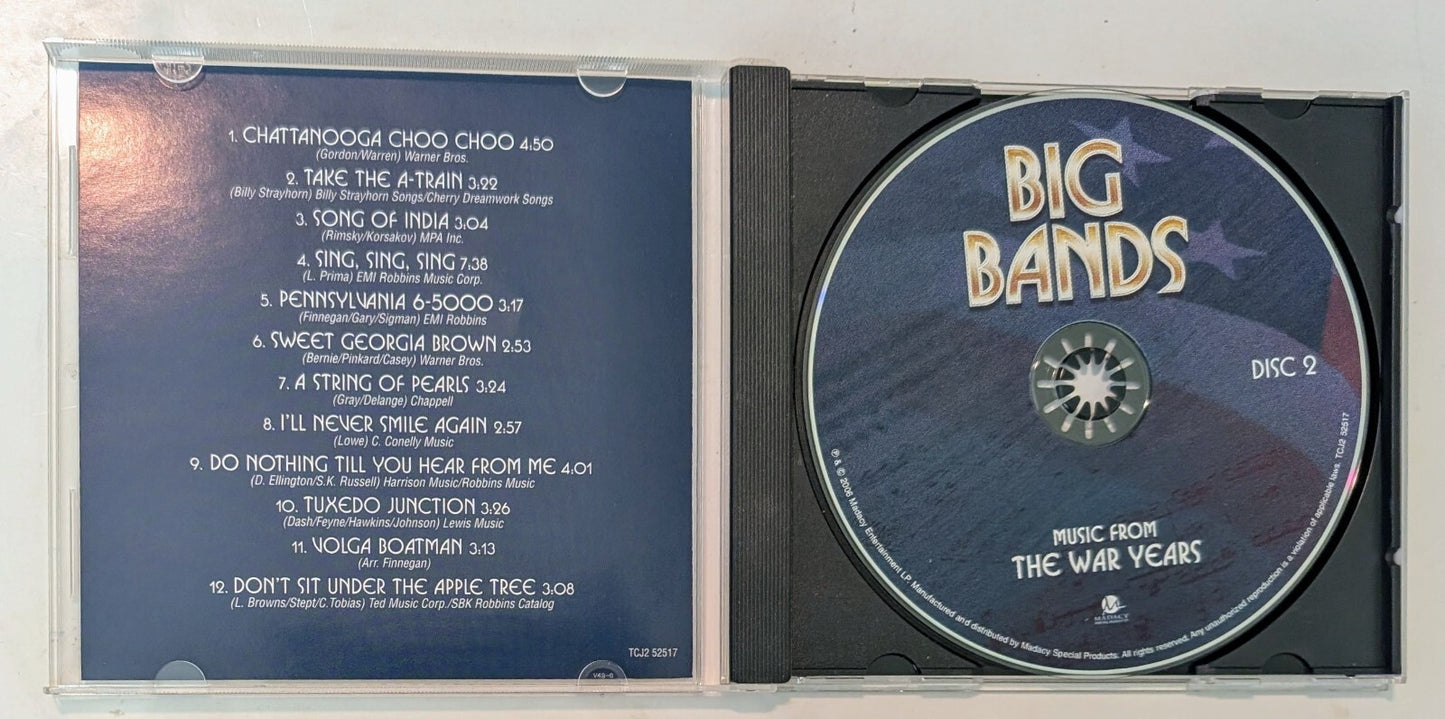 1. CHATTANOOGA CHOO CHOO 4:50
(Gordon/Warren) Warner Bros.
2. TAKE THE A-TRAIN 3:22
(Billy Strayhorn) Billy Strayhorn Songs/Cherry Dreamwork Songs
3. SONG OF INDIA 3:04
(Rimsky/Korsakov) MPA Inc.
4. SING, SING, SING 7:38
(L. Prima) EMI Robbins Music Corp.
5. PENNSYLVANIA 6-5000 3:17
(Finnegan/Gary/Sigman) EMI Robbins
6. SWEET GEORGIA BROWN 2:53
(Bernie/Pinkard/Casey) Warner Bros.
7. A STRING OF PEARLS 3:24
(Gray/Delange) Chappell
8. I'LL NEVER SMILE AGAIN 2:57
(Lowe) C. Conelly Music
9. DO NOTHING TILL YOU HEAR FROM ME 4:01
(D. Ellington/S.K. Russell) Harrison Music/Robbins Music
10. TUXEDO JUNCTION 3:26
(Dash/Feyne/Hawkins/Johnson) Lewis Music
11. VOLGA BOATMAN 3:13
(Arr. Finnegan)
12. DON'T SIT UNDER THE APPLE TREE 3:08
(L. Browns/Stept/C.Tobias) Ted Music Corp./SBK Robbins Catalog
TCJ2 52517
BIG
BANDS
DISC 2
MUSIC FROM
THE WAR YEARS
MADACY
℗ & © 2006 Madacy Entertainment LP. Manufactured and distributed by Madacy Special Products. All rights reserved. Any unauthorized reproduction is a violation of applicable laws. TCJ2 52517